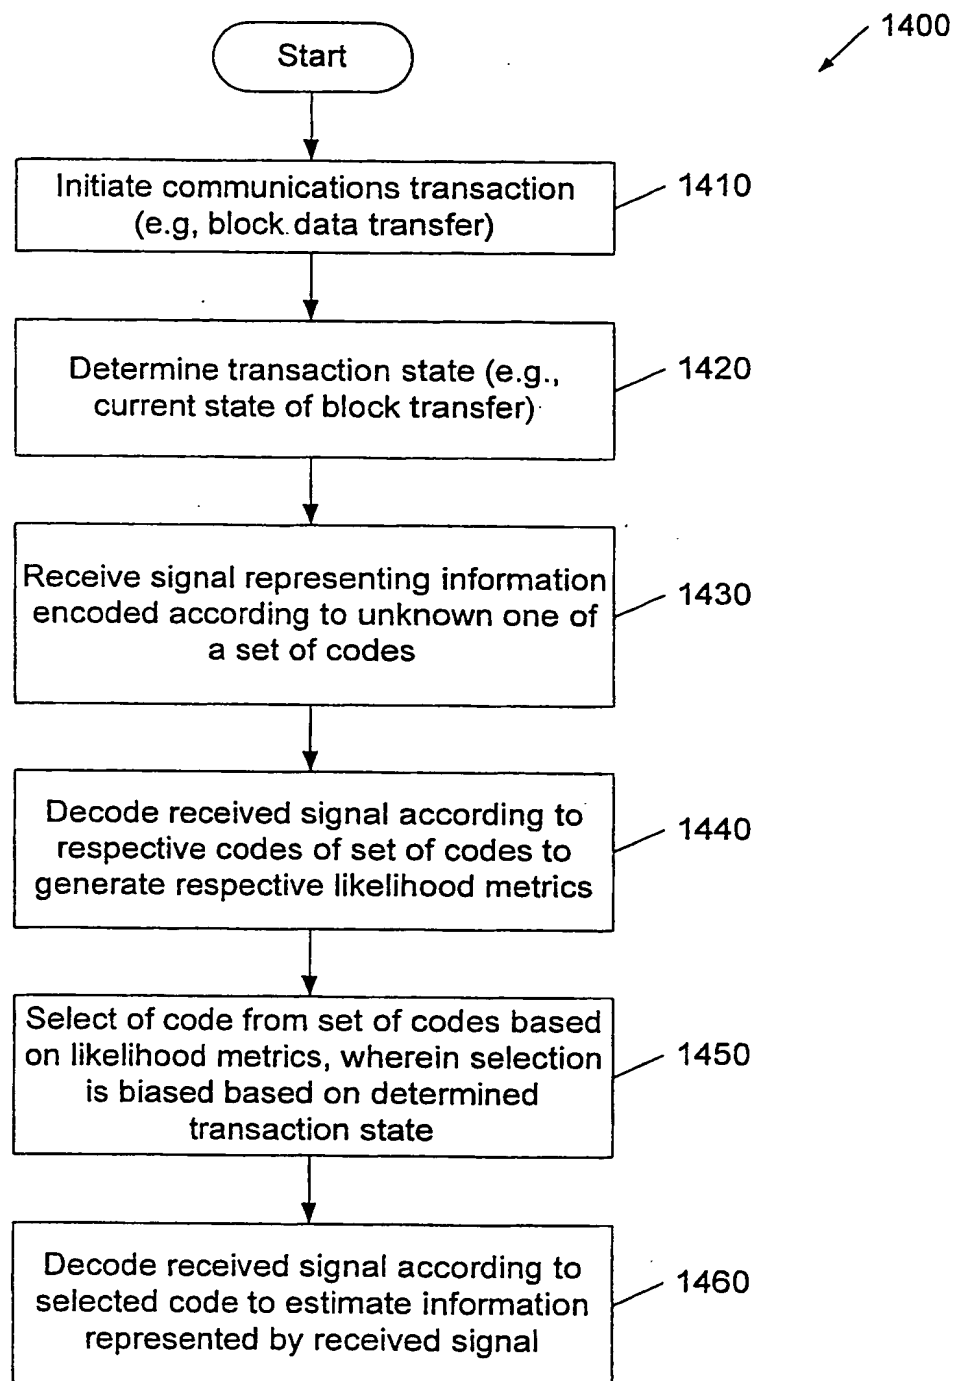 1400
Start
Initiate communications transaction
(e.g, block data transfer)
1410
Determine transaction state (e.g.,
current state of block transfer)
1420
Receive signal representing information
encoded according to unknown one of
a set of codes
1430
Decode received signal according to
respective codes of set of codes to
generate respective likelihood metrics
1440
Select of code from set of codes based
on likelihood metrics, wherein selection
is biased based on determined
transaction state
1450
Decode received signal according to
selected code to estimate information
represented by received signal
1460